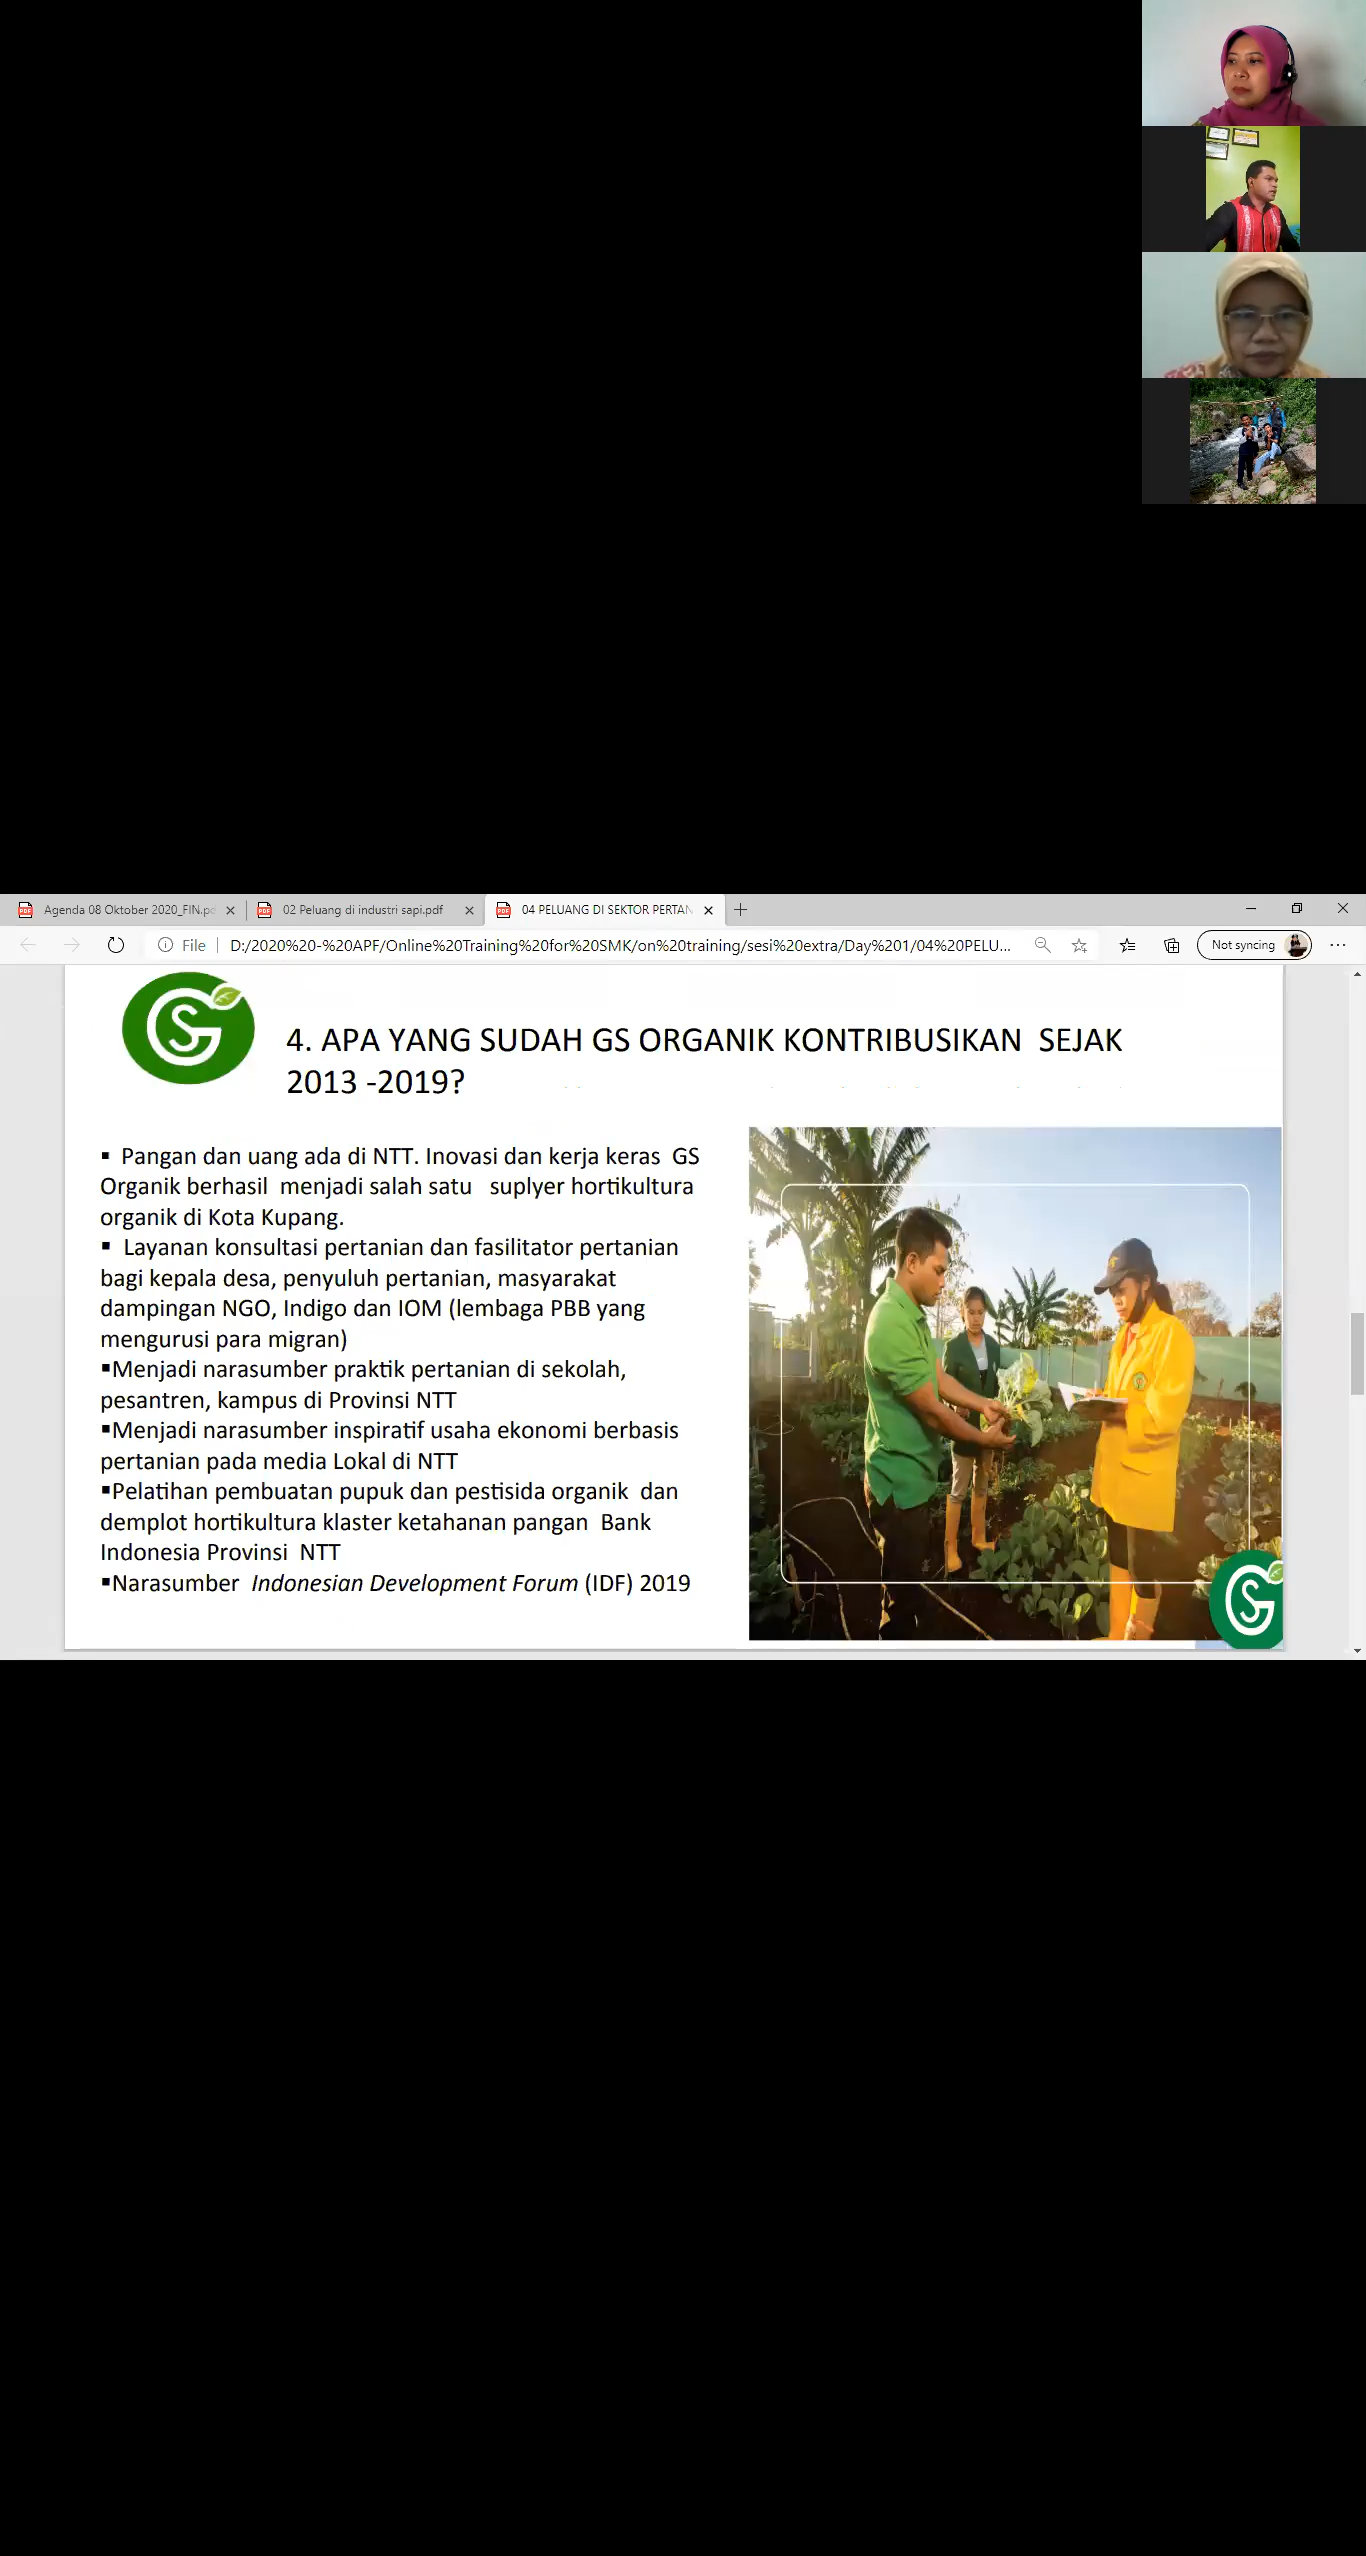 Agenda 08 Oktober 2020_FIN.p
02 Peluang di industri sapi.pdf
04 PELUANG DI SEKTOR PERTAN
File
D:/2020%20-%20APF/Online%20Training%20for%20SMK/on%20training/sesi%20extra/Day%201/04%20PELU...
Not syncing
GS
4. APA YANG SUDAH GS ORGANIK KONTRIBUSIKAN SEJAK
2013 -2019?
▪ Pangan dan uang ada di NTT. Inovasi dan kerja keras GS
Organik berhasil menjadi salah satu suplyer hortikultura
organik di Kota Kupang.
▪ Layanan konsultasi pertanian dan fasilitator pertanian
bagi kepala desa, penyuluh pertanian, masyarakat
dampingan NGO, Indigo dan IOM (lembaga PBB yang
mengurusi para migran)
▪Menjadi narasumber praktik pertanian di sekolah,
pesantren, kampus di Provinsi NTT
▪Menjadi narasumber inspiratif usaha ekonomi berbasis
pertanian pada media Lokal di NTT
▪Pelatihan pembuatan pupuk dan pestisida organik dan
demplot hortikultura klaster ketahanan pangan Bank
Indonesia Provinsi NTT
▪Narasumber Indonesian Development Forum (IDF) 2019
GS